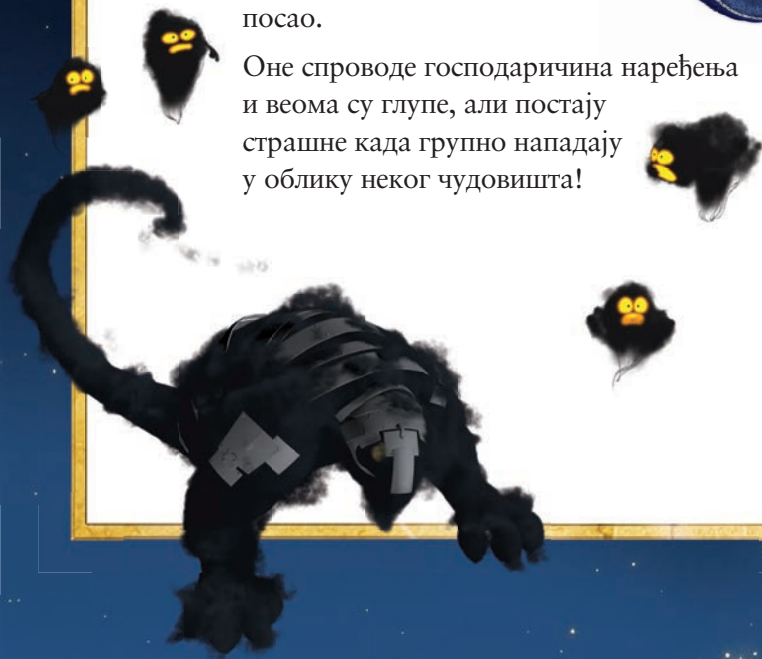 посао.
Оне спроводе господаричина наређења
и веома су глупе, али постају
страшне када групно нападају
у облику неког чудовишта!